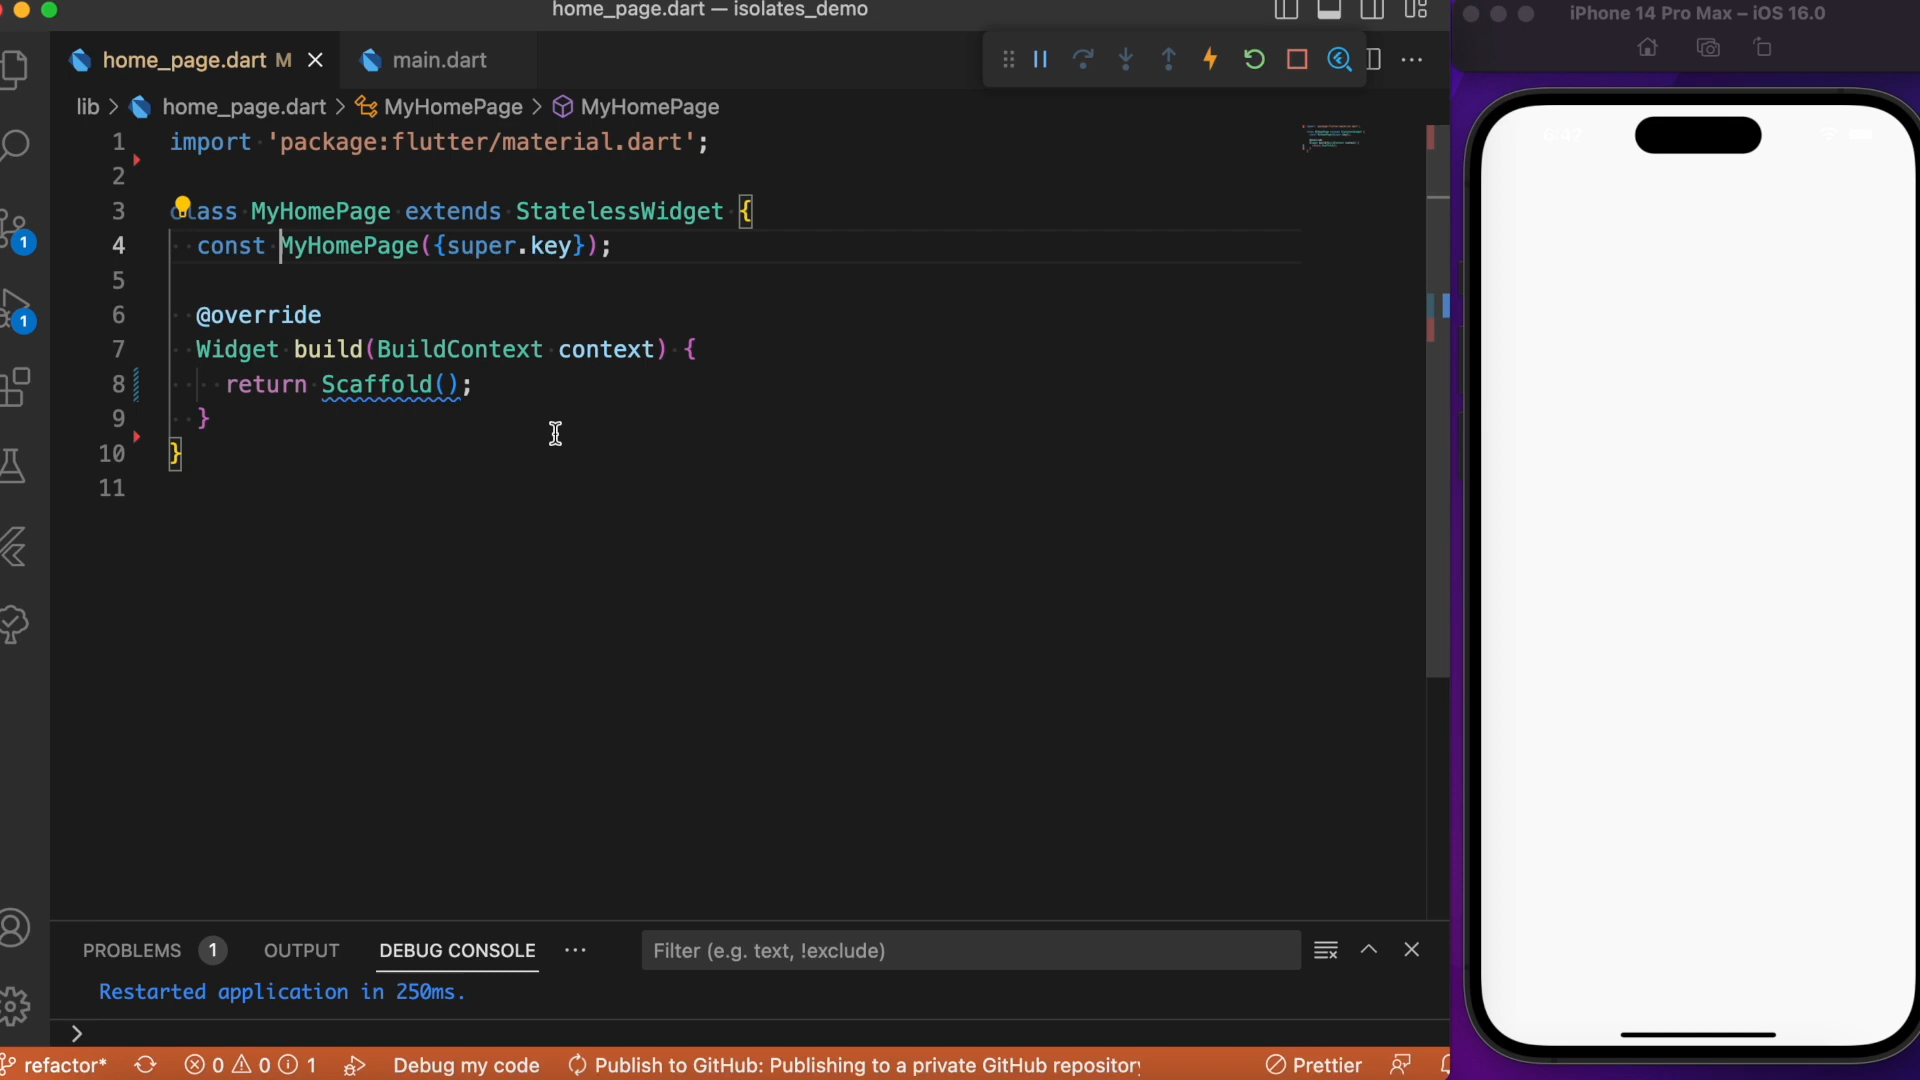 home_page.dart — isolates_demo
iPhone 14 Pro Max – iOS 16.0
home_page.dart M
main.dart
lib > home_page.dart > MyHomePage > MyHomePage
1 import 'package:flutter/material.dart';
2
3 class MyHomePage extends StatelessWidget {
4 const MyHomePage({super.key});
5
6 @override
7 Widget build(BuildContext context) {
8 return Scaffold();
9 }
10 }
11
1
1
PROBLEMS 1 OUTPUT DEBUG CONSOLE ··· Filter (e.g. text, !exclude)
Restarted application in 250ms.
>
refactor* 0 0 1 Debug my code Publish to GitHub: Publishing to a private GitHub repository Prettier